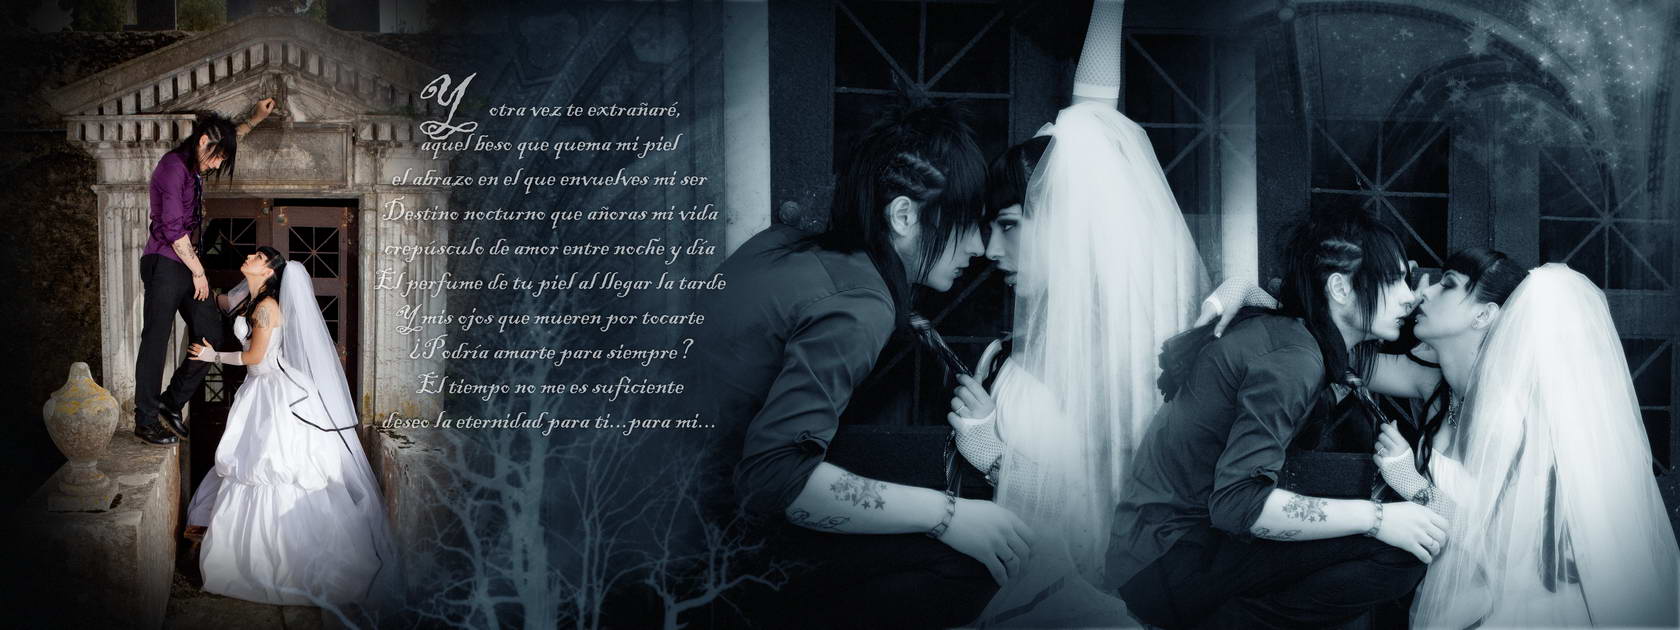 Y otra vez te extrañaré,
aquel beso que quema mi piel
el abrazo en el que envuelves mi ser
Destino nocturno que añoras mi vida
crepúsculo de amor entre noche y día
El perfume de tu piel al llegar la tarde
Y mis ojos que mueren por tocarte
¿Podría amarte para siempre?
El tiempo no me es suficiente
deseo la eternidad para ti...para mi...